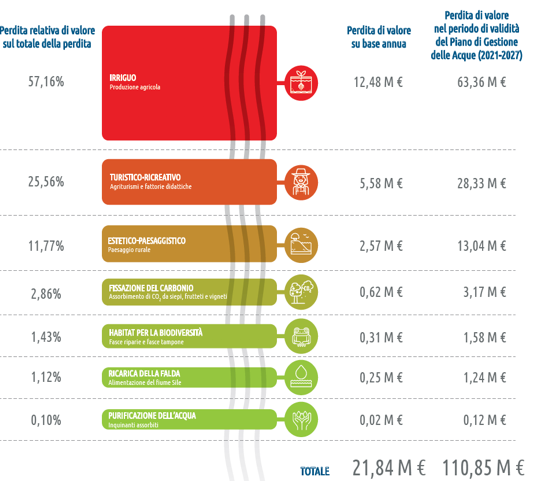 Perdita relativa di valore
sul totale della perdita
Perdita di valore
su base annua
Perdita di valore
nel periodo di validità
del Piano di Gestione
delle Acque (2021-2027)
57,16%
IRRIGUO
Produzione agricola
12,48 M €
63,36 M €
25,56%
TURISTICO-RICREATIVO
Agriturismi e fattorie didattiche
5,58 M €
28,33 M €
11,77%
ESTETICO-PAESAGGISTICO
Paesaggio rurale
2,57 M €
13,04 M €
2,86%
FISSAZIONE DEL CARBONIO
Assorbimento di CO₂ da siepi, frutteti e vigneti
0,62 M €
3,17 M €
1,43%
HABITAT PER LA BIODIVERSITÀ
Fasce riparie e fasce tampone
0,31 M €
1,58 M €
1,12%
RICARICA DELLA FALDA
Alimentazione del fiume Sile
0,25 M €
1,24 M €
0,10%
PURIFICAZIONE DELL'ACQUA
Inquinanti assorbiti
0,02 M €
0,12 M €
TOTALE
21,84 M €
110,85 M €